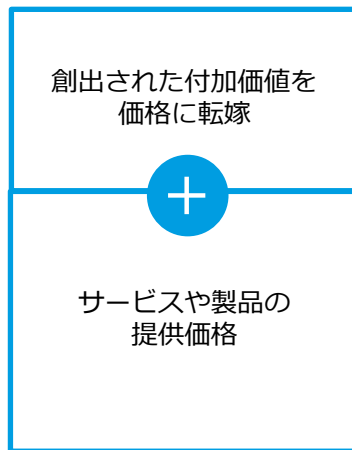 創出された付加価値を
価格に転嫁
+
サービスや製品の
提供価格